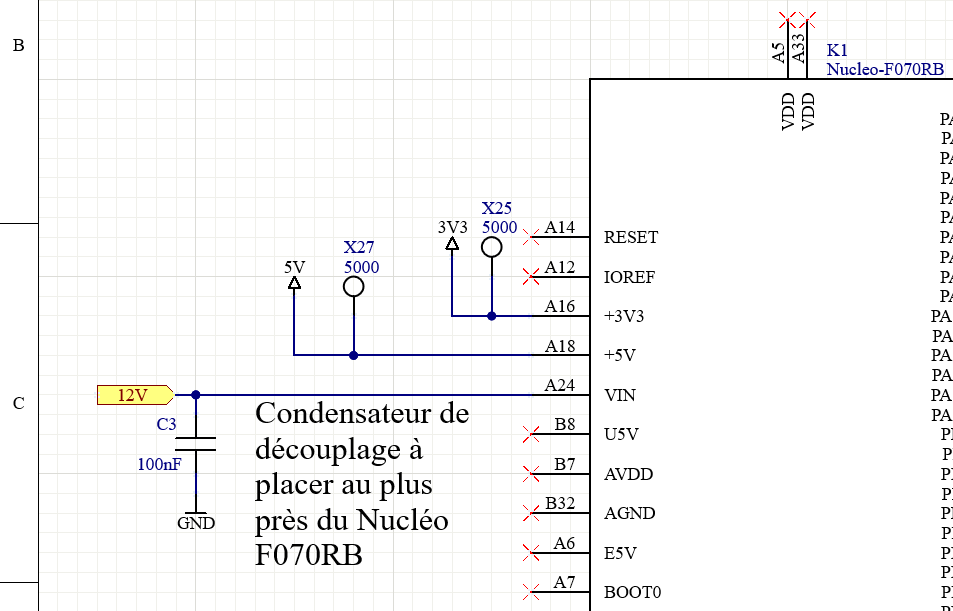 B
A5
A33
K1
Nucleo-F070RB
VDD
VDD
X25
5000
3V3
A14
RESET
X27
5000
5V
A12
IOREF
A16
+3V3
A18
+5V
12V
A24
VIN
C
C3
100nF
GND
Condensateur de
découplage à
placer au plus
près du Nucléo
F070RB
B8
U5V
B7
AVDD
B32
AGND
A6
E5V
A7
BOOT0